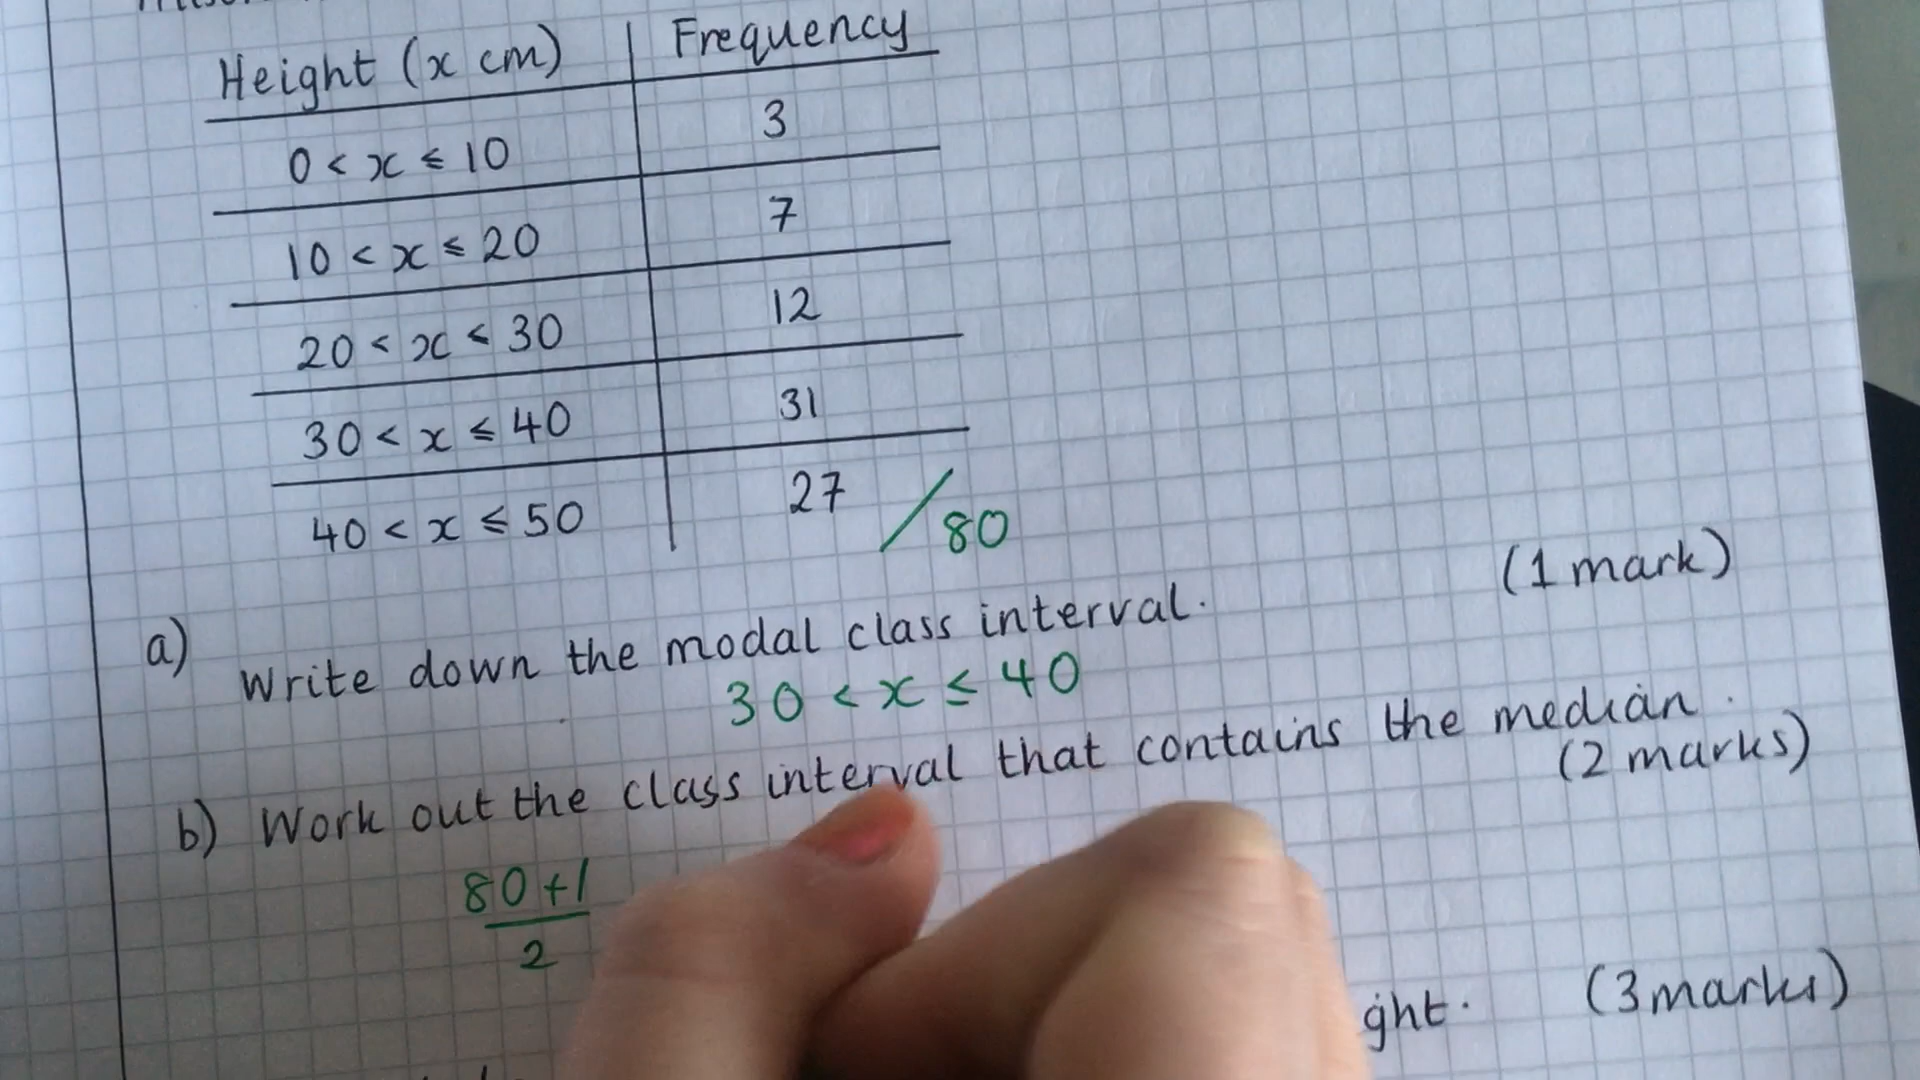 Height (x cm) Frequency
0 < x ≤ 10 3
10 < x ≤ 20 7
20 < x < 30 12
30 < x ≤ 40 31
40 < x ≤ 50 27 / 80
(1 mark)
a) Write down the modal class interval.
30 < x ≤ 40
b) Work out the class interval that contains the median.
(2 marks)
80+1
2
ght. (3 marks)